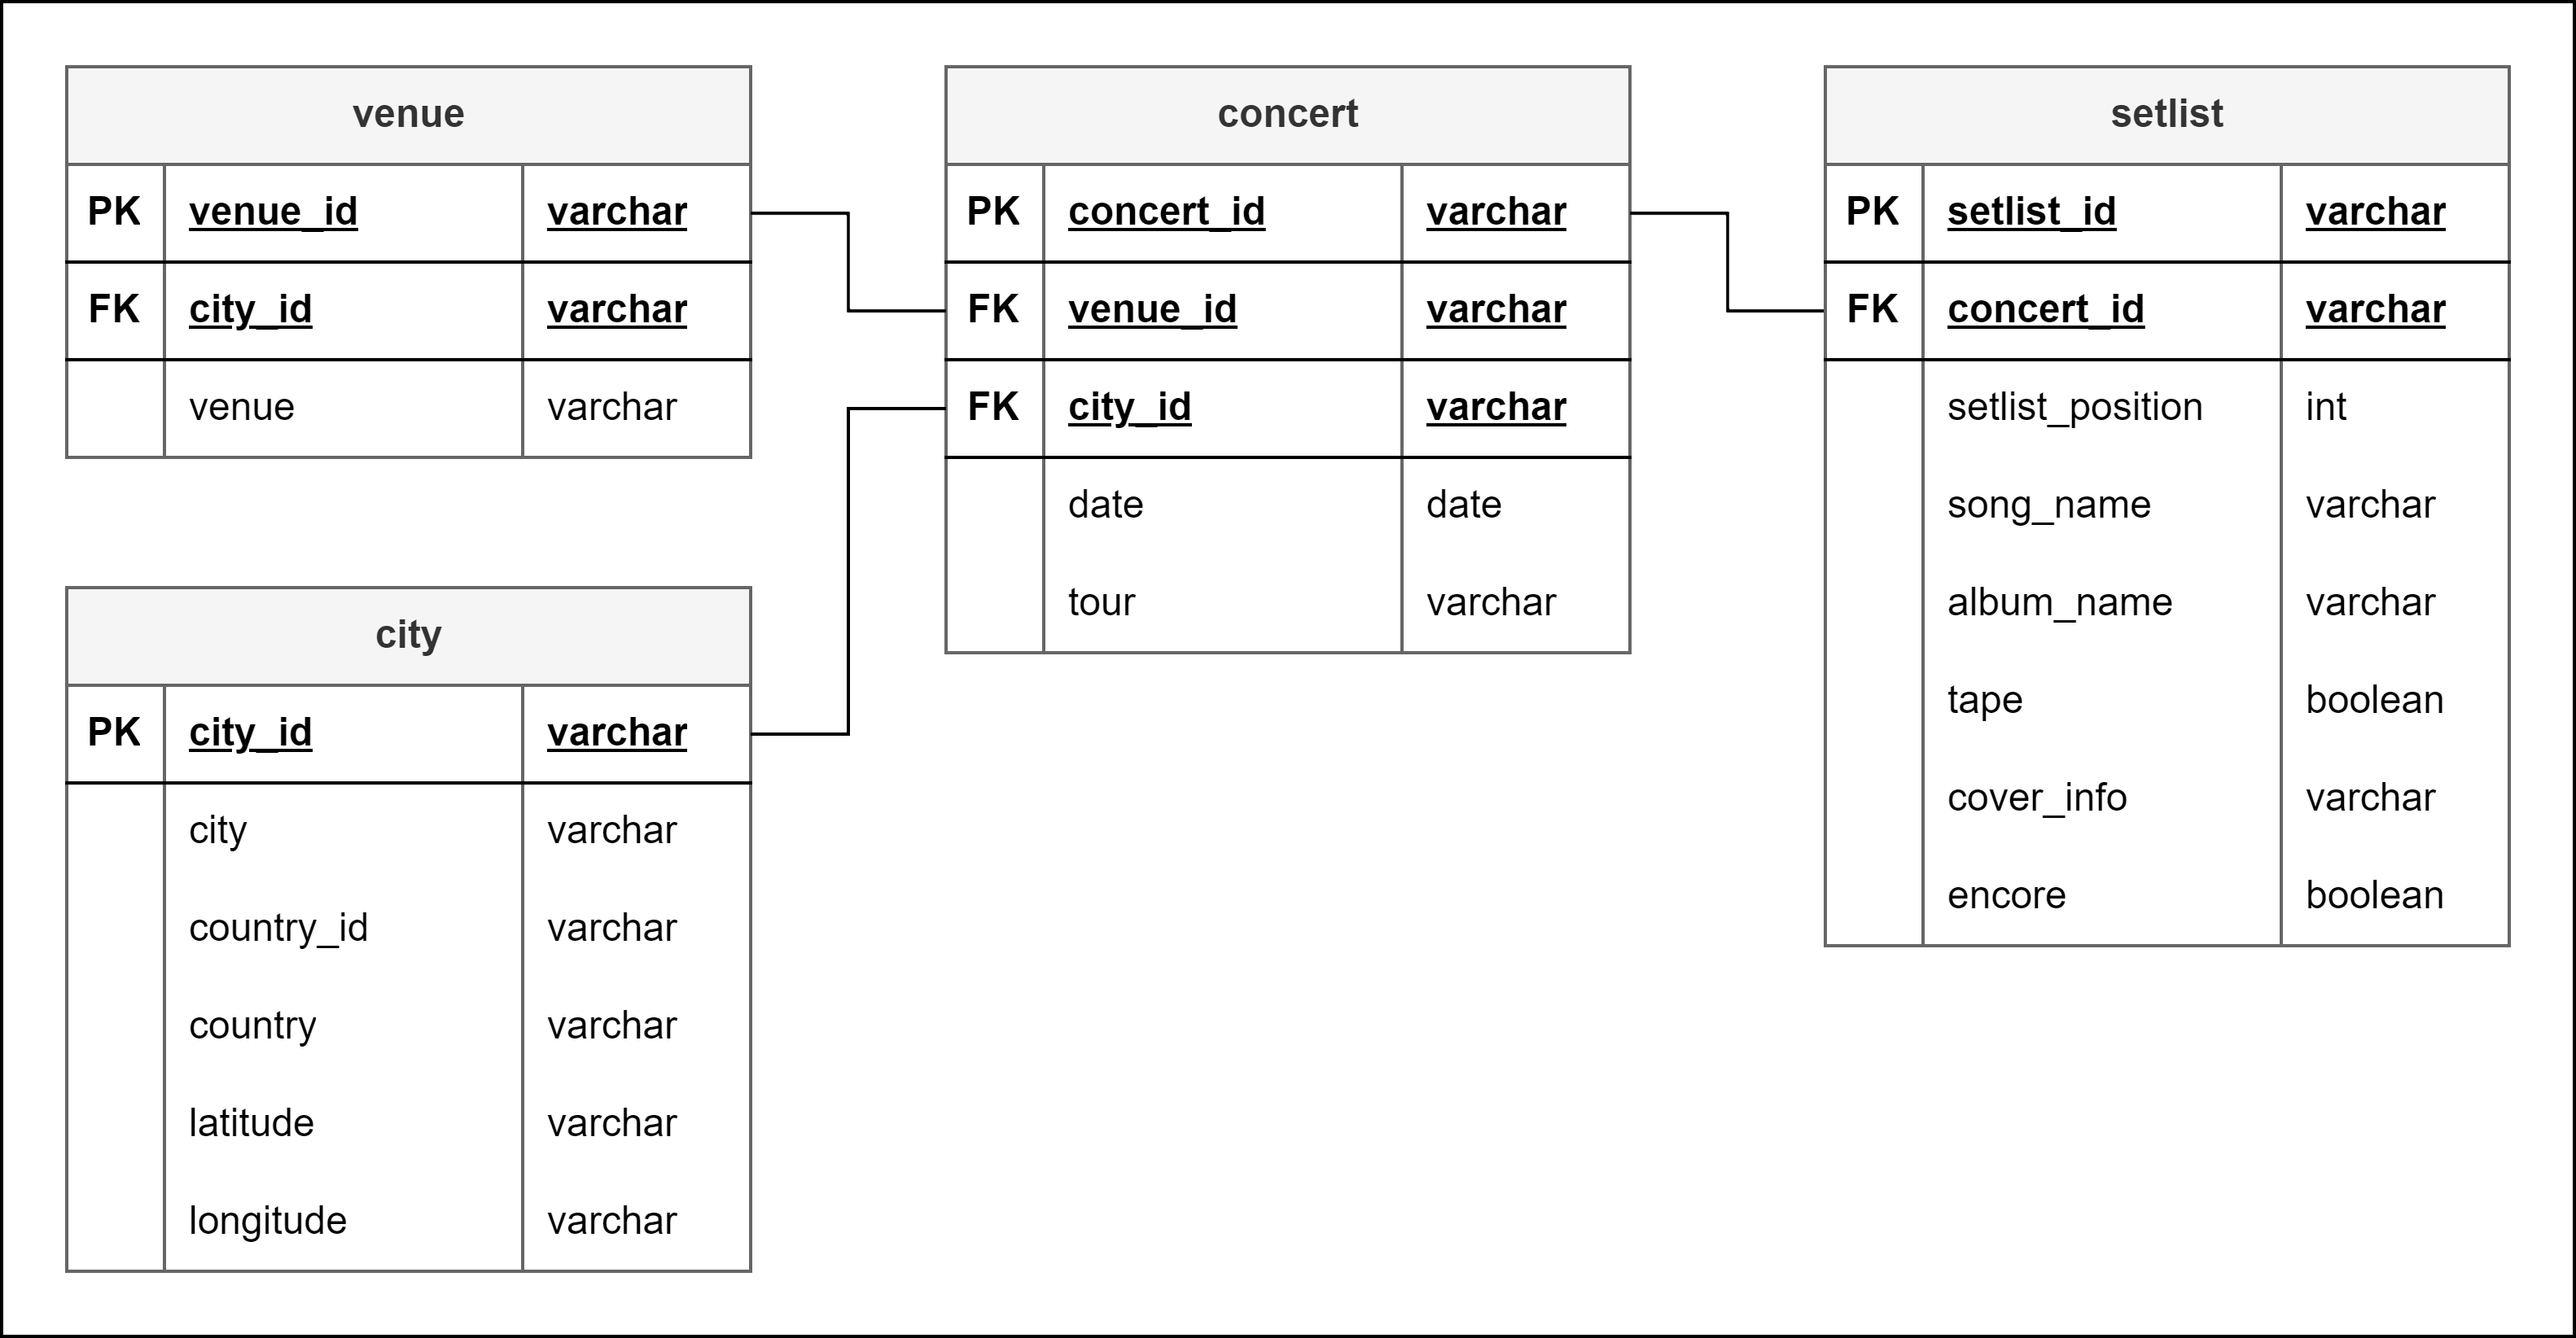 venue
PK venue_id varchar
FK city_id varchar
venue varchar
city
PK city_id varchar
city varchar
country_id varchar
country varchar
latitude varchar
longitude varchar
concert
PK concert_id varchar
FK venue_id varchar
FK city_id varchar
date date
tour varchar
setlist
PK setlist_id varchar
FK concert_id varchar
setlist_position int
song_name varchar
album_name varchar
tape boolean
cover_info varchar
encore boolean